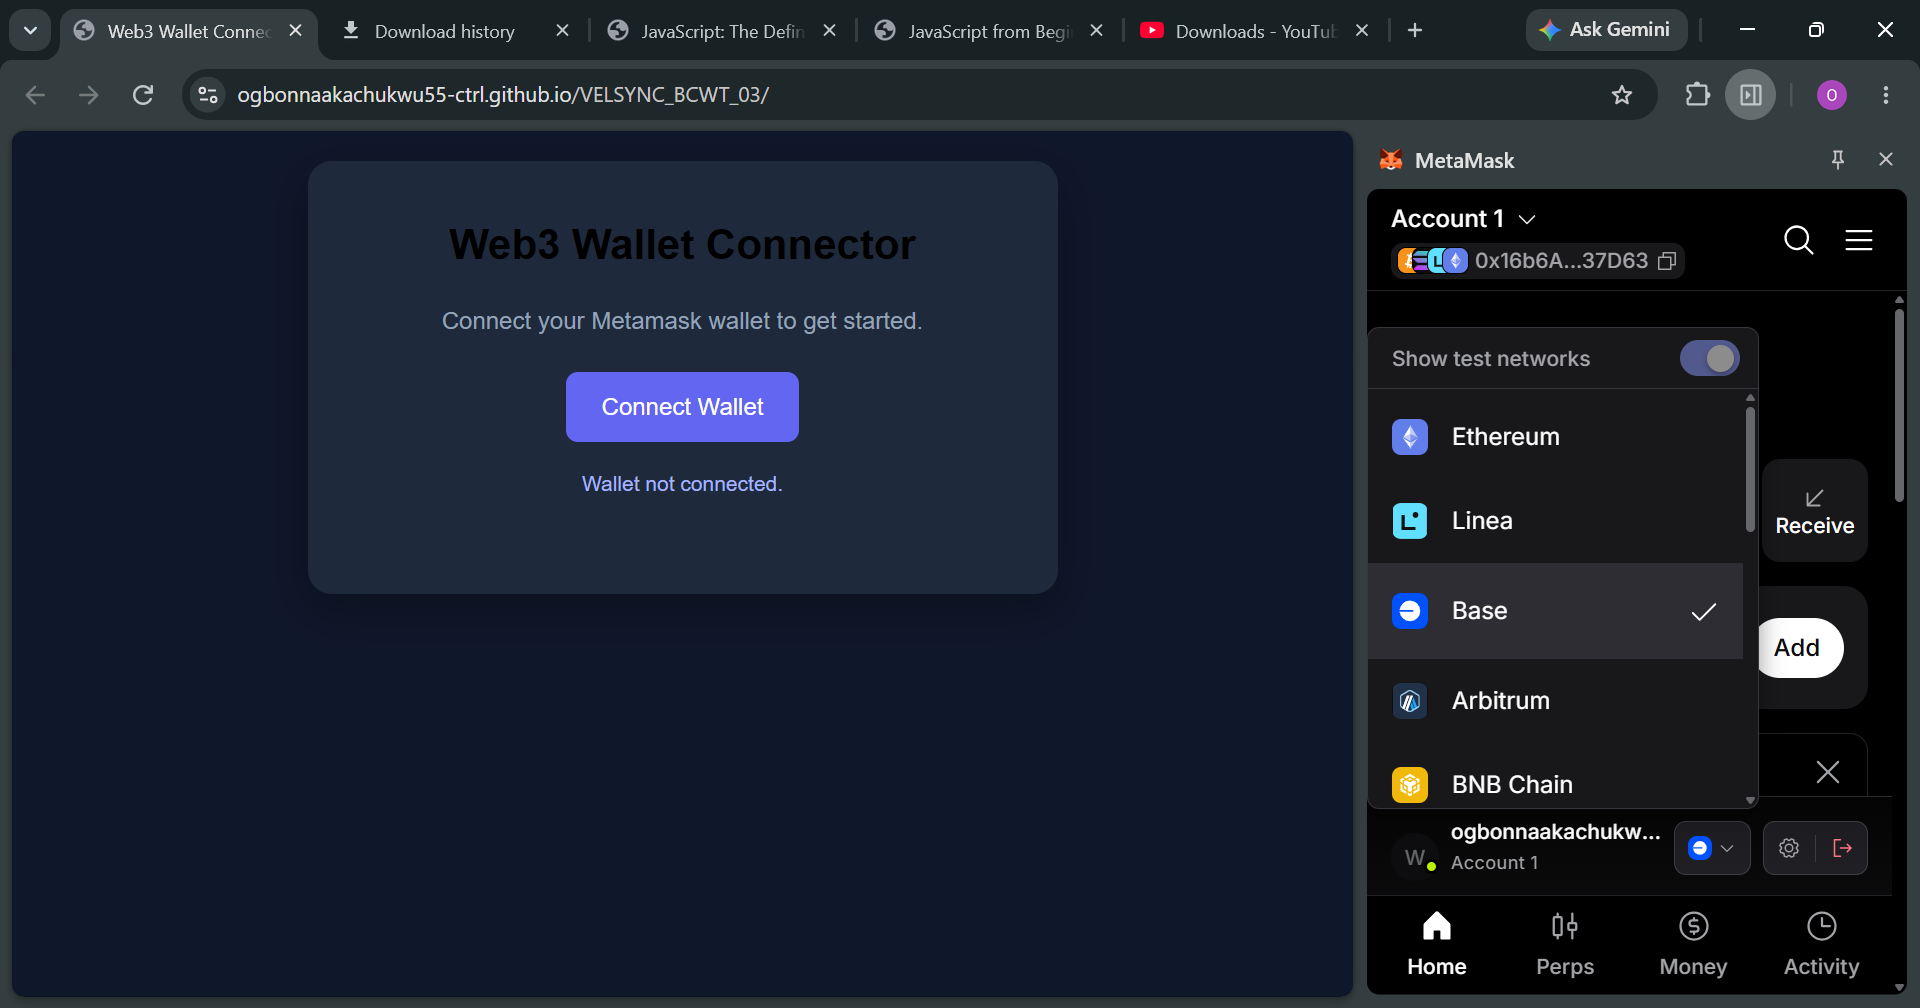 Web3 Wallet Connec
Download history
JavaScript: The Defin
JavaScript from Begi
Downloads - YouTub
Ask Gemini
ogbonnaakachukwu55-ctrl.github.io/VELSYNC_BCWT_03/
O
Web3 Wallet Connector
Connect your Metamask wallet to get started.
Connect Wallet
Wallet not connected.
MetaMask
Account 1
0x16b6A...37D63
Show test networks
Ethereum
Linea
Base
Arbitrum
BNB Chain
Receive
Add
W
ogbonnaakachukw...
Account 1
Home
Perps
Money
Activity